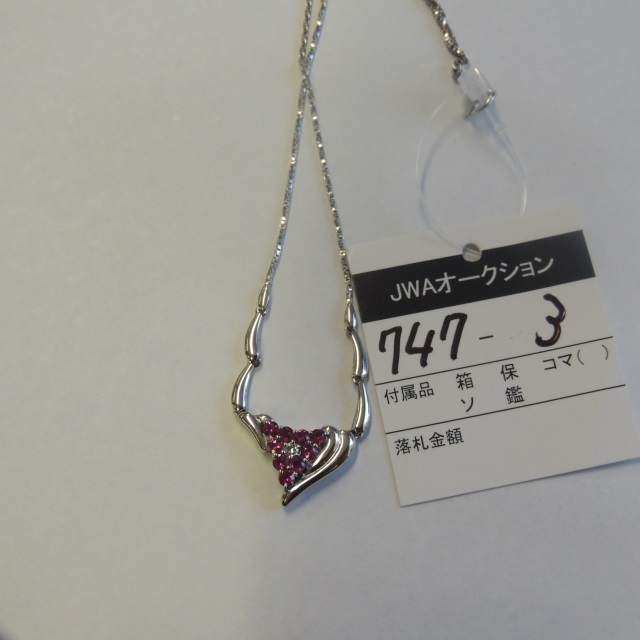 JWAオークション
747-3
付属品 箱 保 コマ( )
ソ 鑑
落札金額